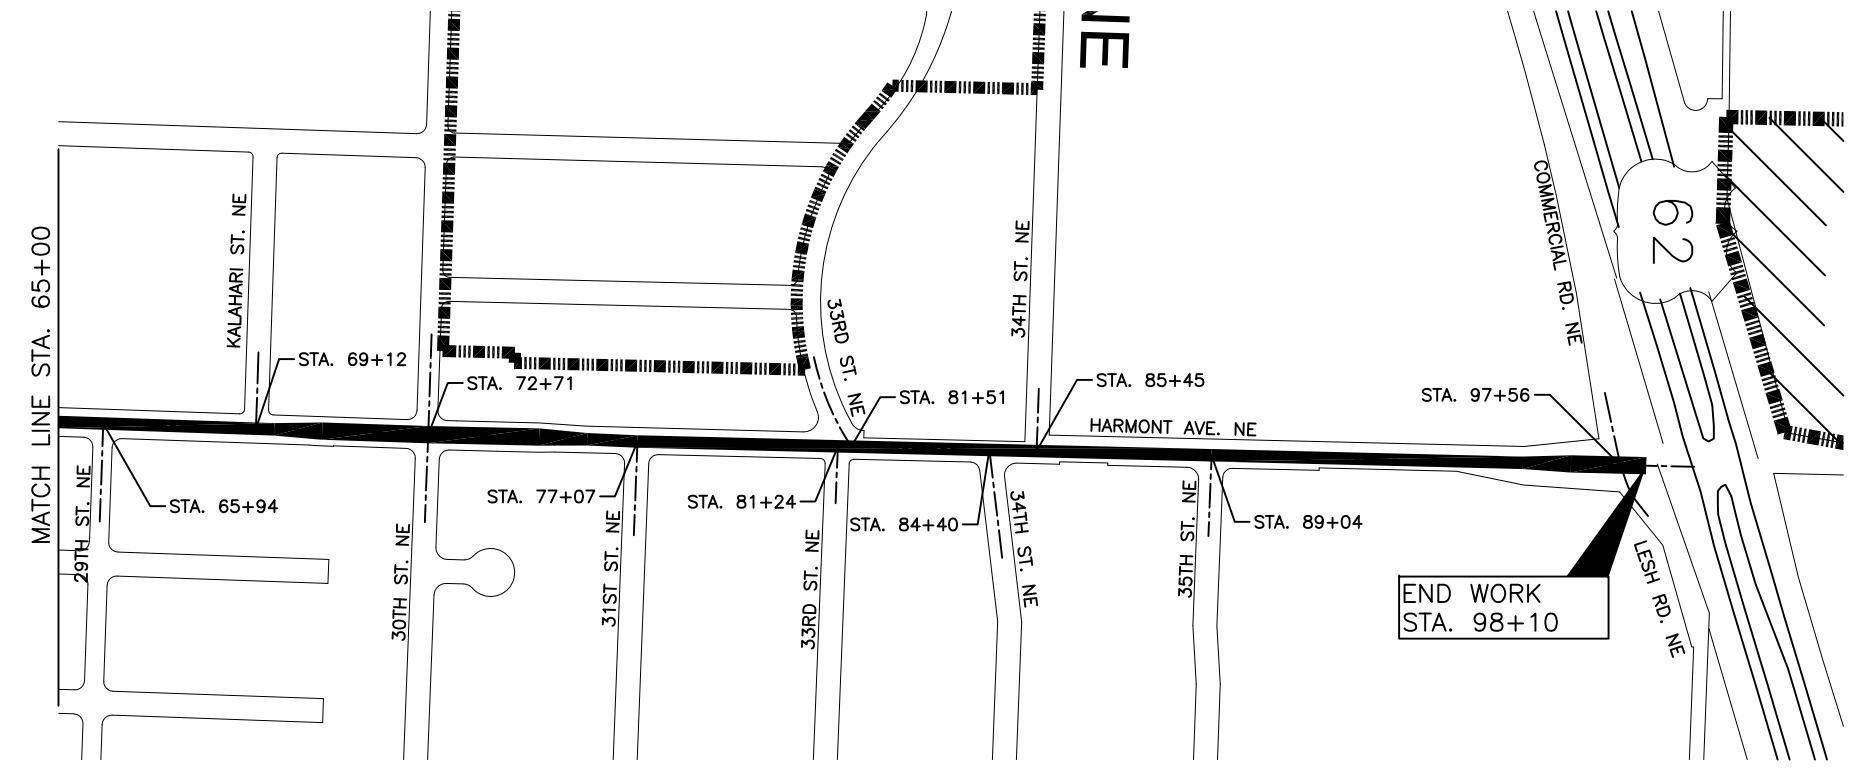 NE
MATCH LINE STA. 65+00
KALAHARI ST. NE
STA. 69+12
STA. 72+71
33RD ST. NE
STA. 81+51
34TH ST. NE
STA. 85+45
HARMONT AVE. NE
COMMERCIAL RD. NE
62
STA. 97+56
29TH ST. NE
STA. 65+94
30TH ST. NE
STA. 77+07
31ST ST. NE
STA. 81+24
33RD ST. NE
STA. 84+40
34TH ST. NE
35TH ST. NE
STA. 89+04
END WORK
STA. 98+10
LESH RD. NE